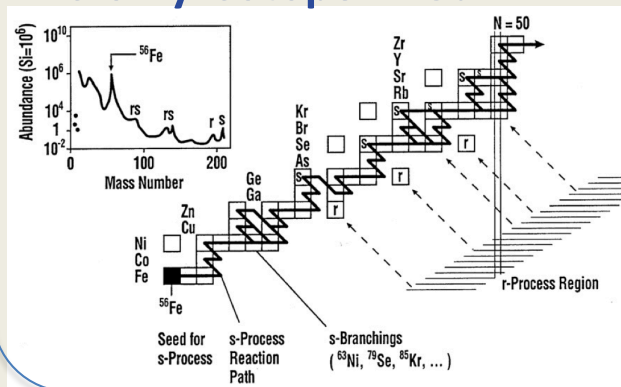 N = 50
10¹⁰
10⁶
10⁴
1
10⁻²
Abundance (Si=10⁶)
⁵⁶Fe
rs
rs
r s
0
100
200
Mass Number
Zr
Y
Sr
Rb
Kr
Br
Se
As
Ge
Ga
Zn
Cu
Ni
Co
Fe
s
s
s
s
s
s
s
r
r
r
⁵⁶Fe
r-Process Region
Seed for
s-Process
s-Process
Reaction
Path
s-Branchings
( ⁶³Ni, ⁷⁹Se, ⁸⁵Kr, ... )